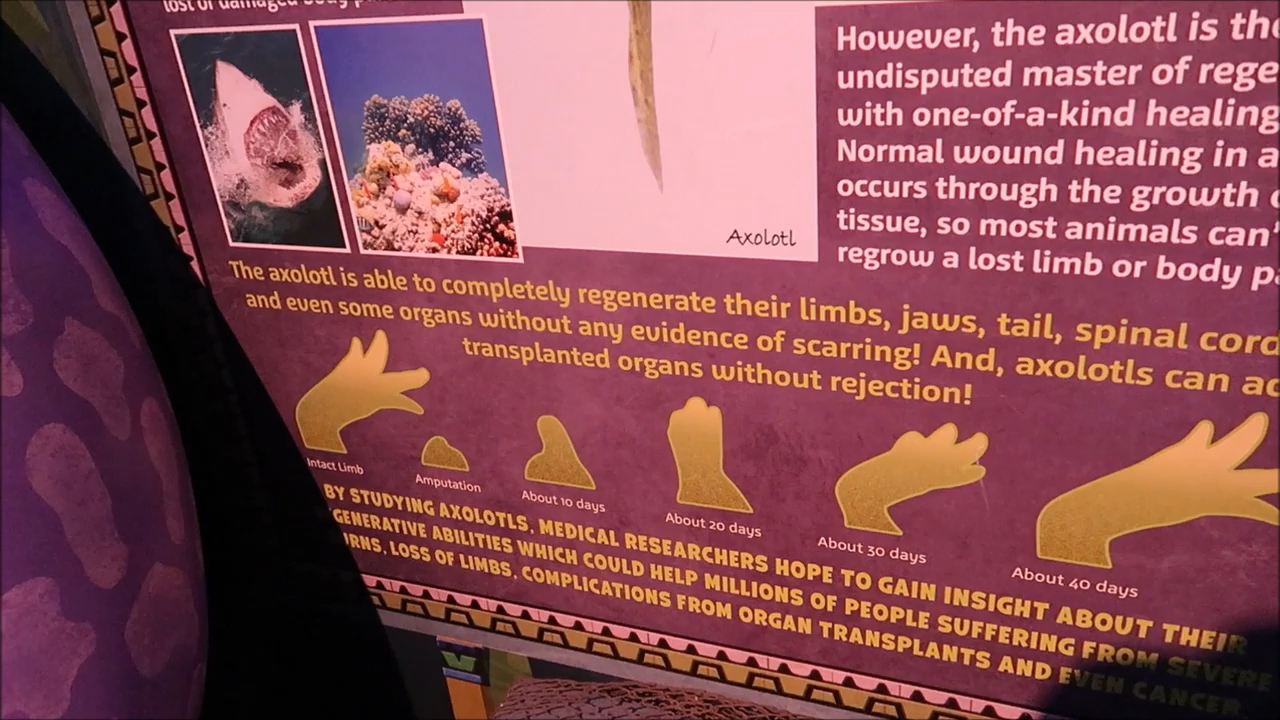 lost or damaged body
Axolotl
However, the axolotl is the
undisputed master of rege
with one-of-a-kind healing
Normal wound healing in a
occurs through the growth
tissue, so most animals can'
regrow a lost limb or body p
The axolotl is able to completely regenerate their limbs, jaws, tail, spinal cord
and even some organs without any evidence of scarring! And, axolotls can ac
transplanted organs without rejection!
Intact Limb
Amputation
About 10 days
About 20 days
About 30 days
About 40 days
BY STUDYING AXOLOTLS, MEDICAL RESEARCHERS HOPE TO GAIN INSIGHT ABOUT THEIR
GENERATIVE ABILITIES WHICH COULD HELP MILLIONS OF PEOPLE SUFFERING FROM SEVERE
URNS, LOSS OF LIMBS, COMPLICATIONS FROM ORGAN TRANSPLANTS AND EVEN CANCER